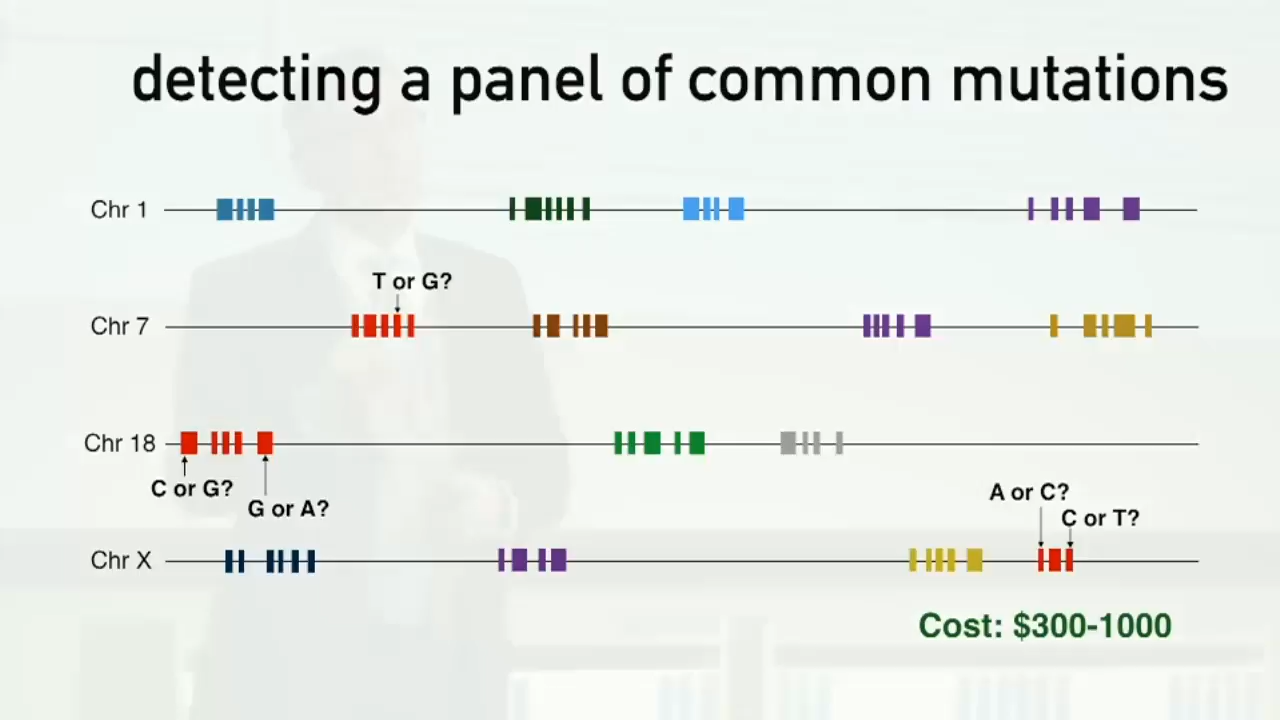 detecting a panel of common mutations
Chr 1
T or G?
Chr 7
Chr 18
C or G?
G or A?
A or C?
C or T?
Chr X
Cost: $300-1000